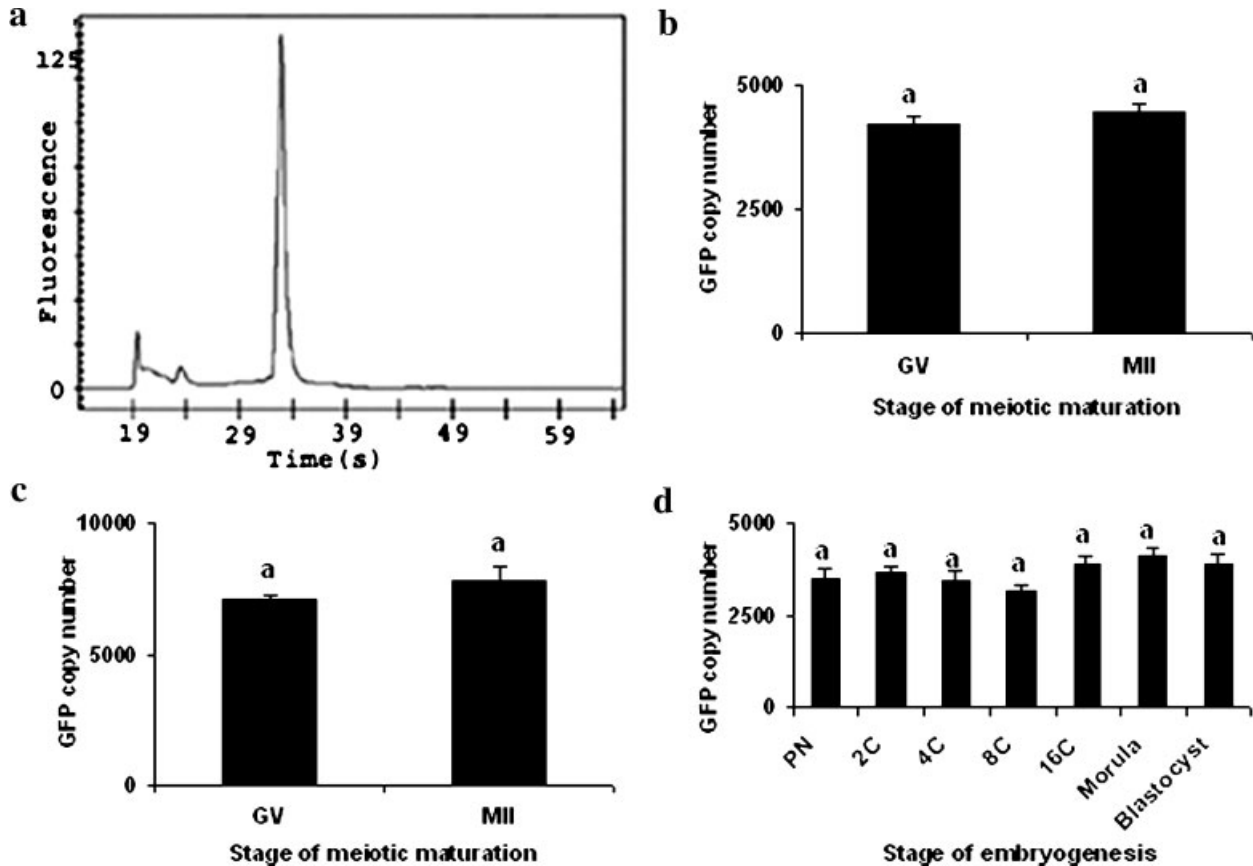 a
125
Fluorescence
0
19 29 39 49 59
Time(s)
b
5000
a a
GFP copy number
2500
0
GV MII
Stage of meiotic maturation
c
10000
a
a
GFP copy number
5000
0
GV MII
Stage of meiotic maturation
d
5000
a a a a a a a
GFP copy number
2500
0
PN 2C 4C 8C 16C Morula Blastocyst
Stage of embryogenesis